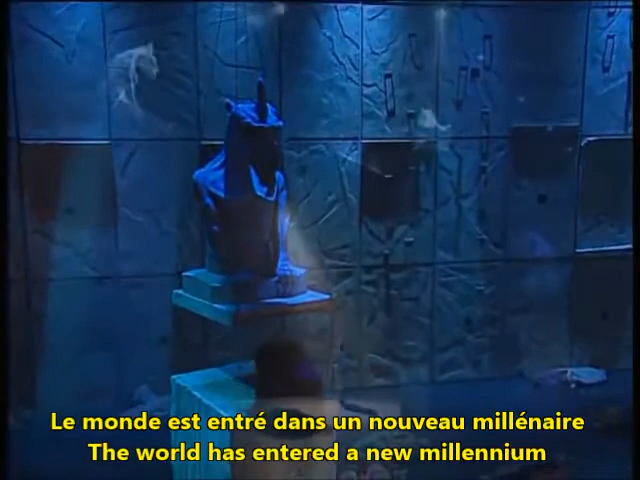 Le monde est entré dans un nouveau millénaire
The world has entered a new millennium